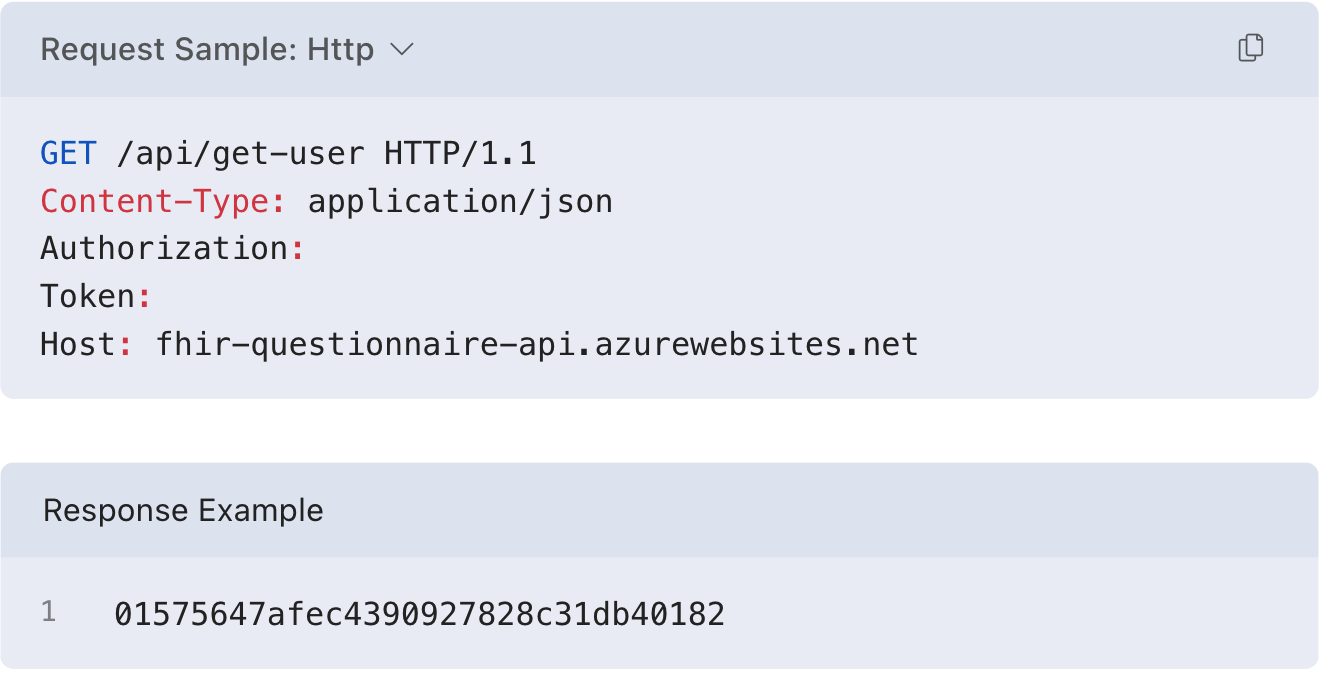 Request Sample: Http
GET /api/get-user HTTP/1.1
Content-Type: application/json
Authorization:
Token:
Host: fhir-questionnaire-api.azurewebsites.net
Response Example
1 01575647afec4390927828c31db40182